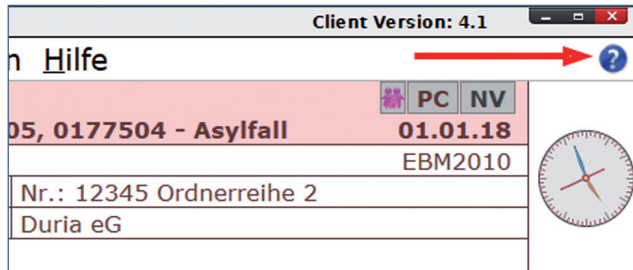 Client Version: 4.1
n Hilfe ?
PC NV
05, 0177504 - Asylfall 01.01.18
EBM2010
Nr.: 12345 Ordnerreihe 2
Duria eG